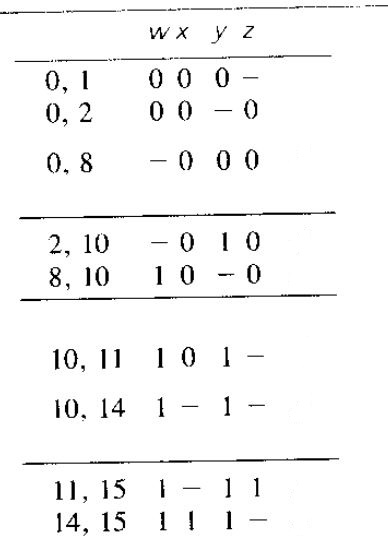 w x y z
0, 1 0 0 0 –
0, 2 0 0 – 0
0, 8 – 0 0 0
2, 10 – 0 1 0
8, 10 1 0 – 0
10, 11 1 0 1 –
10, 14 1 – 1 –
11, 15 1 – 1 1
14, 15 1 1 1 –